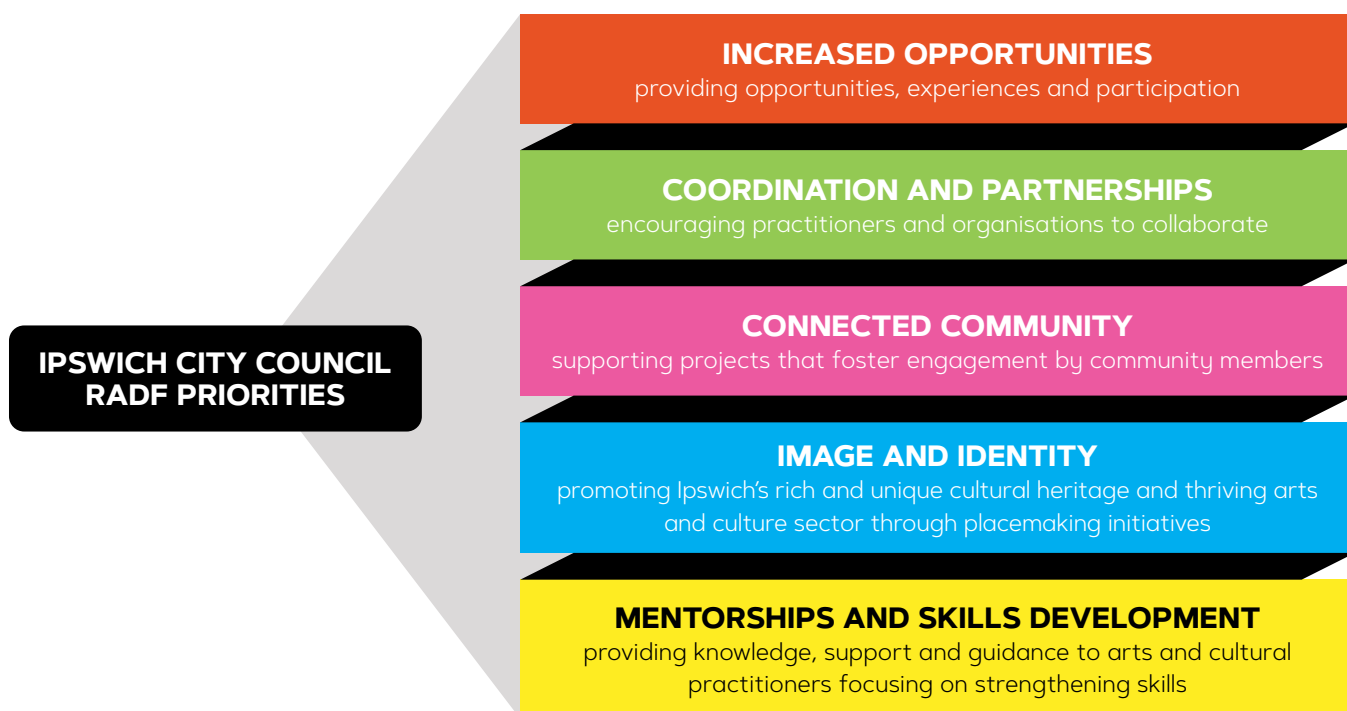 INCREASED OPPORTUNITIES
providing opportunities, experiences and participation
COORDINATION AND PARTNERSHIPS
encouraging practitioners and organisations to collaborate
CONNECTED COMMUNITY
supporting projects that foster engagement by community members
IPSWICH CITY COUNCIL
RADF PRIORITIES
IMAGE AND IDENTITY
promoting Ipswich’s rich and unique cultural heritage and thriving arts
and culture sector through placemaking initiatives
MENTORSHIPS AND SKILLS DEVELOPMENT
providing knowledge, support and guidance to arts and cultural
practitioners focusing on strengthening skills